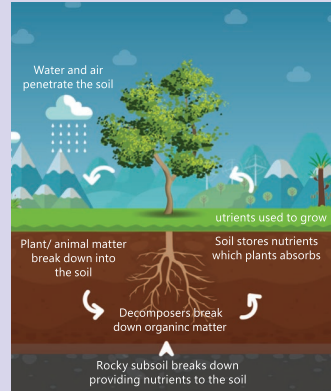 Water and air
penetrate the soil
utrients used to grow
Plant/ animal matter
break down into
the soil
Soil stores nutrients
which plants absorbs
Decomposers break
down organinc matter
Rocky subsoil breaks down
providing nutrients to the soil